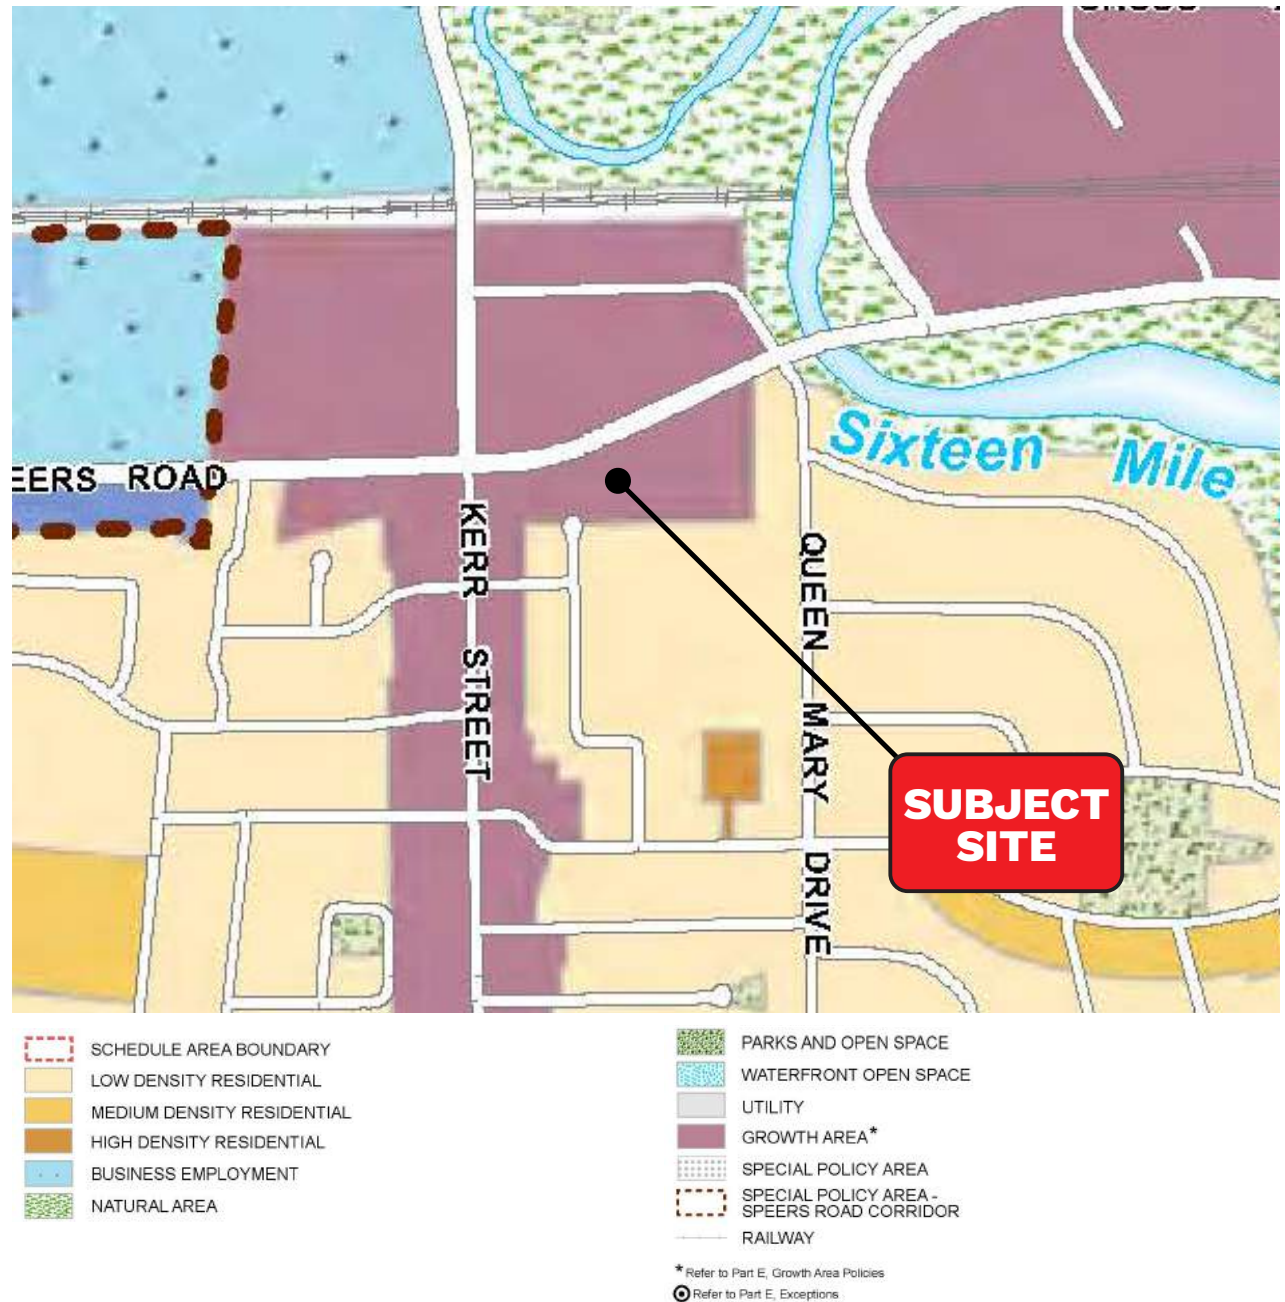 EERS ROAD
Sixteen Mile
KERR STREET
QUEEN MARY DRIVE
SUBJECT
SITE
SCHEDULE AREA BOUNDARY
LOW DENSITY RESIDENTIAL
MEDIUM DENSITY RESIDENTIAL
HIGH DENSITY RESIDENTIAL
BUSINESS EMPLOYMENT
NATURAL AREA
PARKS AND OPEN SPACE
WATERFRONT OPEN SPACE
UTILITY
GROWTH AREA*
SPECIAL POLICY AREA
SPECIAL POLICY AREA -
SPEERS ROAD CORRIDOR
RAILWAY
* Refer to Part E, Growth Area Policies
Refer to Part E, Exceptions